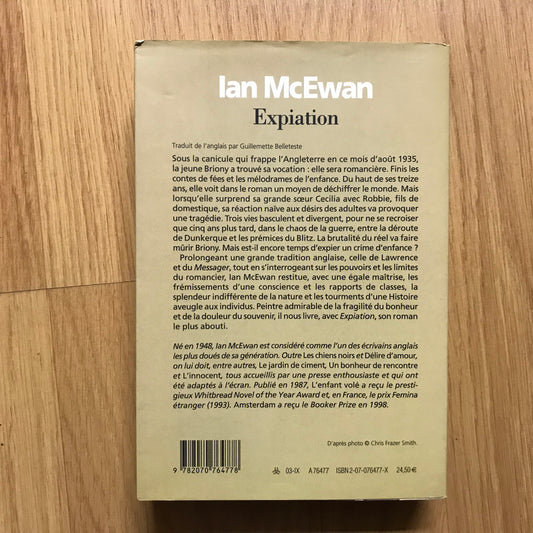 Ian McEwan
Expiation
Traduit de l'anglais par Guillemette Belleteste
Sous la canicule qui frappe l'Angleterre en ce mois d'août 1935,
la jeune Briony a trouvé sa vocation : elle sera romancière. Finis les
contes de fées et les mélodrames de l'enfance. Du haut de ses treize
ans, elle voit dans le roman un moyen de déchiffrer le monde. Mais
lorsqu'elle surprend sa grande sœur Cecilia avec Robbie, fils de
domestique, sa réaction naïve aux désirs des adultes va provoquer
une tragédie. Trois vies basculent et divergent, pour ne se recroiser
que cinq ans plus tard, dans le chaos de la guerre, entre la déroute
de Dunkerque et les prémices du Blitz. La brutalité du réel va faire
mûrir Briony. Mais est-il encore temps d'expier un crime d'enfance ?
Prolongeant une grande tradition anglaise, celle de Lawrence
et du Messager, tout en s'interrogeant sur les pouvoirs et les limites
du romancier, Ian McEwan restitue, avec une égale maîtrise, les
frémissements d'une conscience et les rapports de classes, la
splendeur indifférente de la nature et les tourments d'une Histoire
aveugle aux individus. Peintre admirable de la fragilité du bonheur
et de la douleur du souvenir, il nous livre, avec Expiation, son roman
le plus abouti.
Né en 1948, Ian McEwan est considéré comme l'un des écrivains anglais
les plus doués de sa génération. Outre Les chiens noirs et Délire d'amour,
on lui doit, entre autres, Le jardin de ciment, Un bonheur de rencontre
et L'innocent, tous accueillis par une presse enthousiaste et qui ont
été adaptés à l'écran. Publié en 1987, L'enfant volé a reçu le presti-
gieux Whitbread Novel of the Year Award et, en France, le prix Femina
étranger (1993). Amsterdam a reçu le Booker Prize en 1998.
D'après photo © Chris Frazer Smith.
9 782070 764778
03-IX A 76477 ISBN 2-07-076477-X 24,50 €